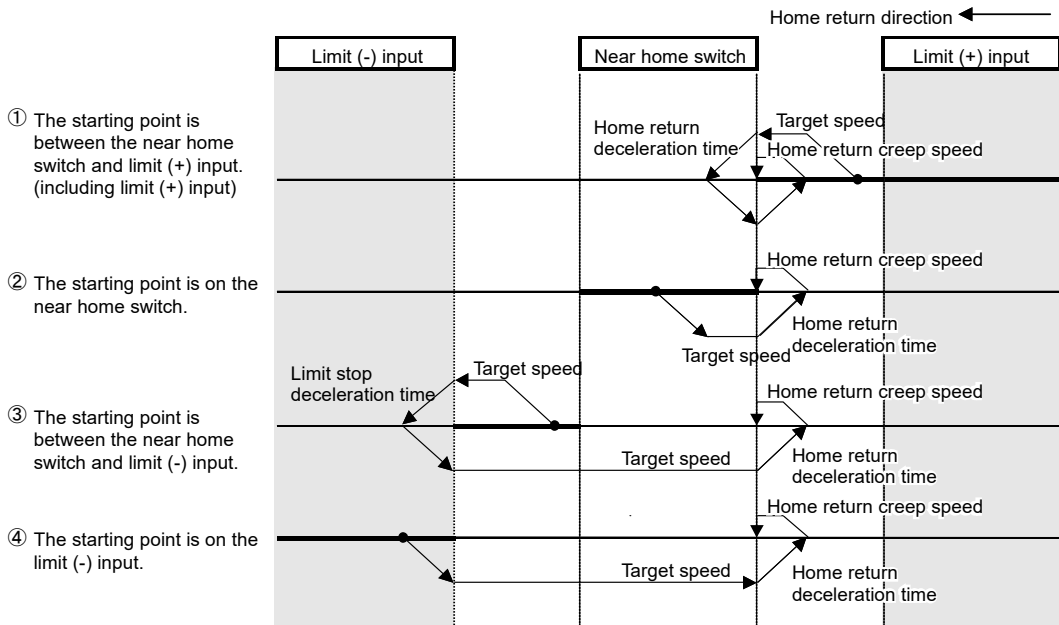 Home return direction
Limit (-) input
Near home switch
Limit (+) input
① The starting point is
between the near home
switch and limit (+) input.
(including limit (+) input)
Home return
deceleration time
Target speed
Home return creep speed
② The starting point is on the
near home switch.
Home return creep speed
Target speed
Home return
deceleration time
③ The starting point is
between the near home
switch and limit (-) input.
Limit stop
deceleration time
Target speed
Home return creep speed
Target speed
Home return
deceleration time
④ The starting point is on the
limit (-) input.
Home return creep speed
Target speed
Home return
deceleration time